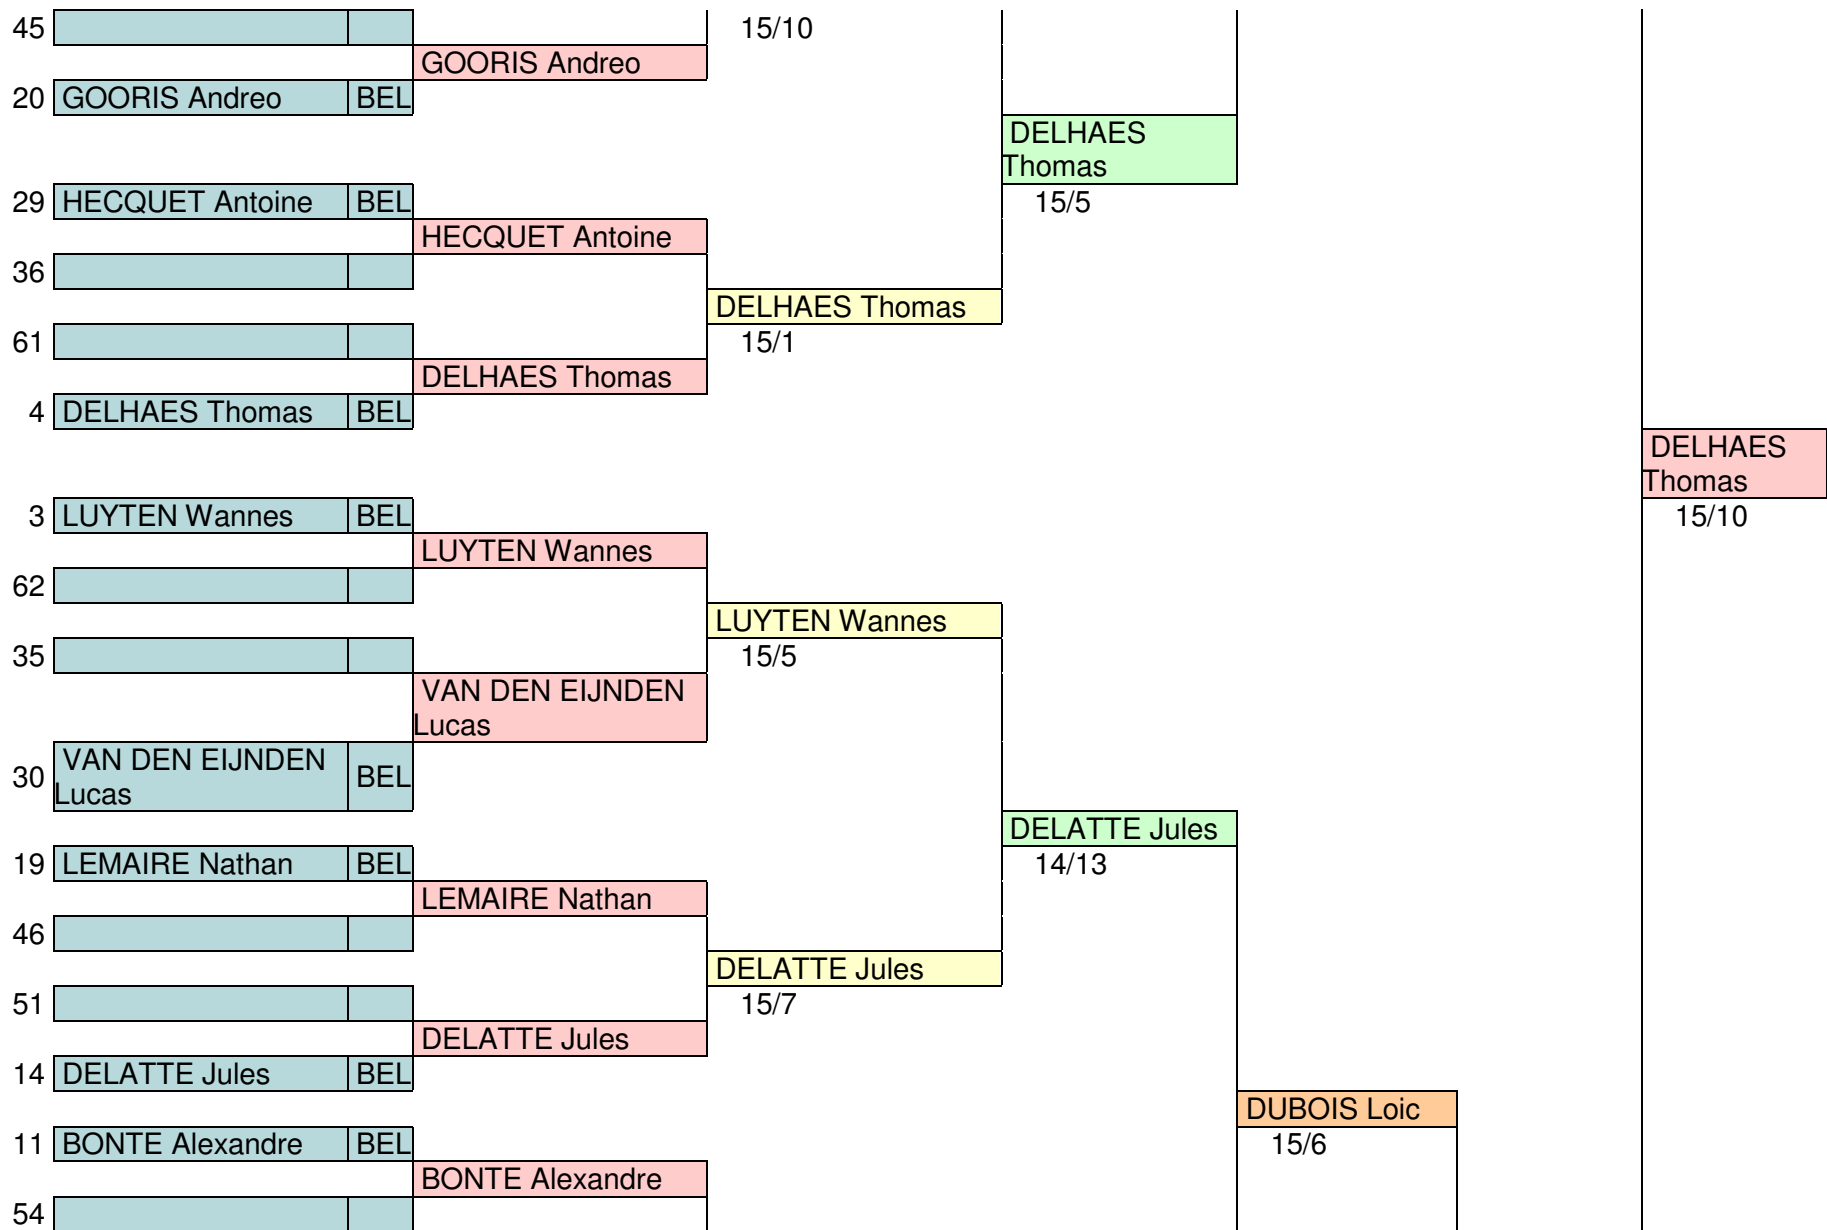 45 15/10
GOORIS Andreo
20 GOORIS Andreo BEL
DELHAES
Thomas
29 HECQUET Antoine BEL 15/5
HECQUET Antoine
36
DELHAES Thomas
61 15/1
DELHAES Thomas
4 DELHAES Thomas BEL
DELHAES
Thomas
3 LUYTEN Wannes BEL 15/10
LUYTEN Wannes
62
LUYTEN Wannes
35 15/5
VAN DEN EIJNDEN
Lucas
30 VAN DEN EIJNDEN BEL
Lucas
DELATTE Jules
19 LEMAIRE Nathan BEL 14/13
LEMAIRE Nathan
46
DELATTE Jules
51 15/7
DELATTE Jules
14 DELATTE Jules BEL
DUBOIS Loic
11 BONTE Alexandre BEL 15/6
BONTE Alexandre
54